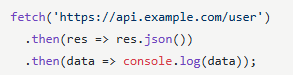 fetch('https://api.example.com/user')
  .then(res => res.json())
  .then(data => console.log(data));